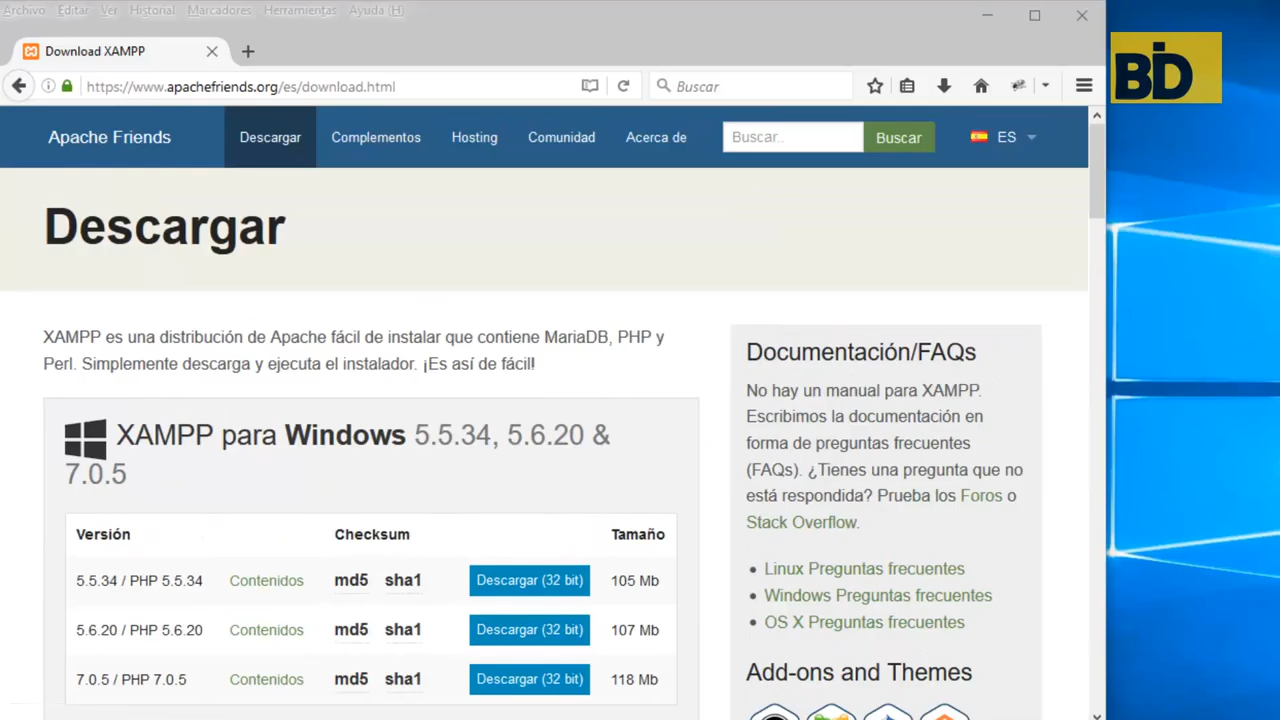 Archivo Editar Ver Historial Marcadores Herramientas Ayuda (H)
Download XAMPP
https://www.apachefriends.org/es/download.html
Buscar
BID
Apache Friends Descargar Complementos Hosting Comunidad Acerca de Buscar.. Buscar ES
Descargar
XAMPP es una distribución de Apache fácil de instalar que contiene MariaDB, PHP y
Perl. Simplemente descarga y ejecuta el instalador. ¡Es así de fácil!
XAMPP para Windows 5.5.34, 5.6.20 &
7.0.5
Versión Checksum Tamaño
5.5.34 / PHP 5.5.34 Contenidos md5 sha1 Descargar (32 bit) 105 Mb
5.6.20 / PHP 5.6.20 Contenidos md5 sha1 Descargar (32 bit) 107 Mb
7.0.5 / PHP 7.0.5 Contenidos md5 sha1 Descargar (32 bit) 118 Mb
Documentación/FAQs
No hay un manual para XAMPP.
Escribimos la documentación en
forma de preguntas frecuentes
(FAQs). ¿Tienes una pregunta que no
está respondida? Prueba los Foros o
Stack Overflow.
Linux Preguntas frecuentes
Windows Preguntas frecuentes
OS X Preguntas frecuentes
Add-ons and Themes